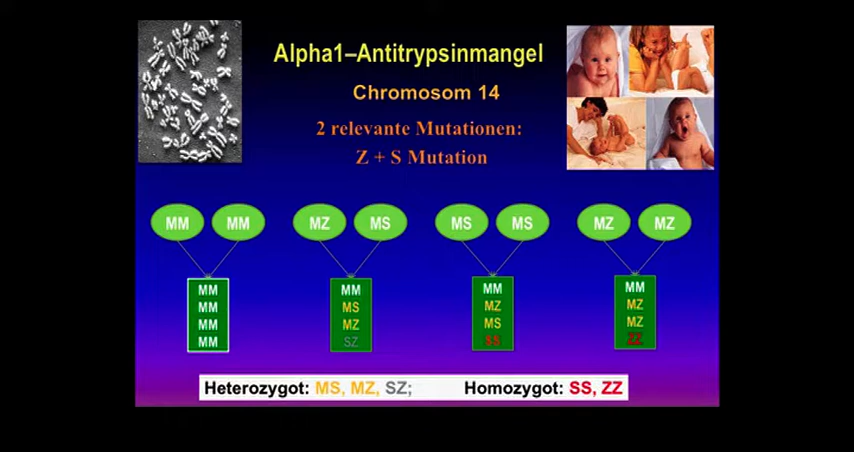 Alpha1–Antitrypsinmangel
Chromosom 14
2 relevante Mutationen:
Z + S Mutation
MM MM MZ MS MS MS MZ MZ
MM
MM
MM
MM
MM
MS
MZ
SZ
MM
MZ
MS
SS
MM
MZ
MZ
ZZ
Heterozygot: MS, MZ, SZ; Homozygot: SS, ZZ